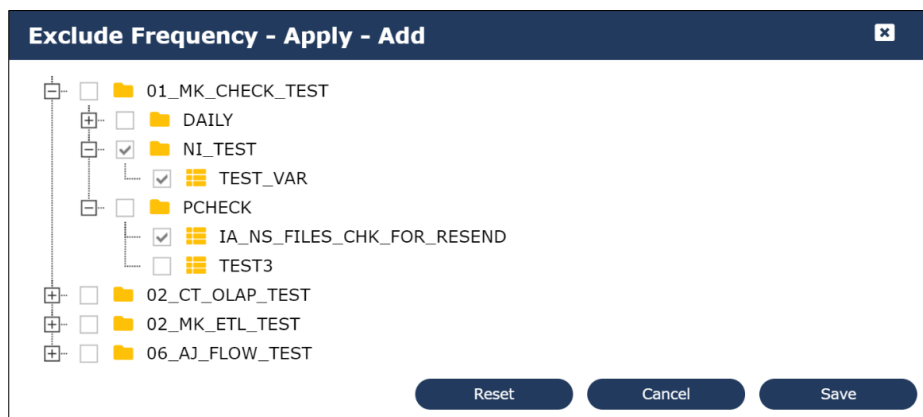 Exclude Frequency - Apply - Add
01_MK_CHECK_TEST
DAILY
NI_TEST
TEST_VAR
PCHECK
IA_NS_FILES_CHK_FOR_RESEND
TEST3
02_CT_OLAP_TEST
02_MK_ETL_TEST
06_AJ_FLOW_TEST
Reset Cancel Save